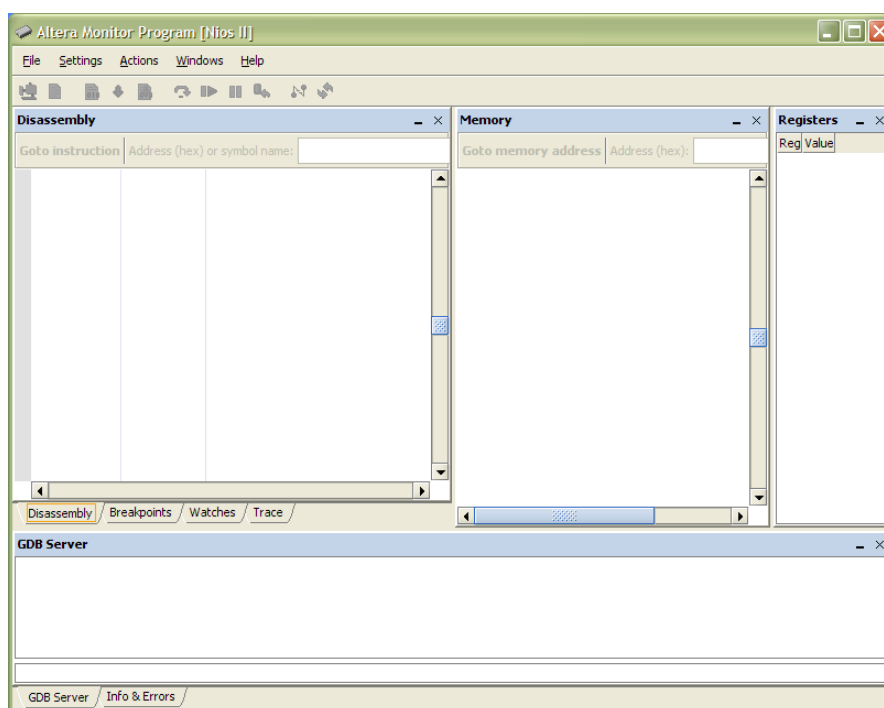 Altera Monitor Program [Nios II]
File Settings Actions Windows Help
Disassembly
Goto instruction Address (hex) or symbol name:
Disassembly Breakpoints Watches Trace
Memory
Goto memory address Address (hex):
Registers
Reg Value
GDB Server
GDB Server Info & Errors